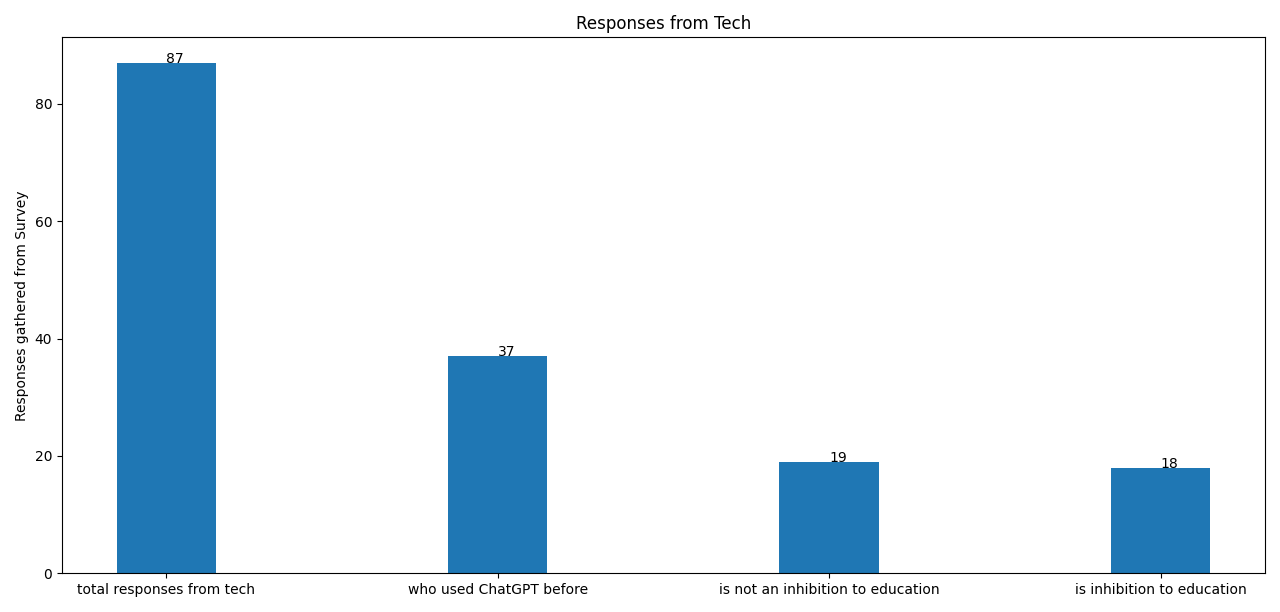 Responses from Tech
Responses gathered from Survey
80
60
40
20
0
87
37
19
18
total responses from tech
who used ChatGPT before
is not an inhibition to education
is inhibition to education